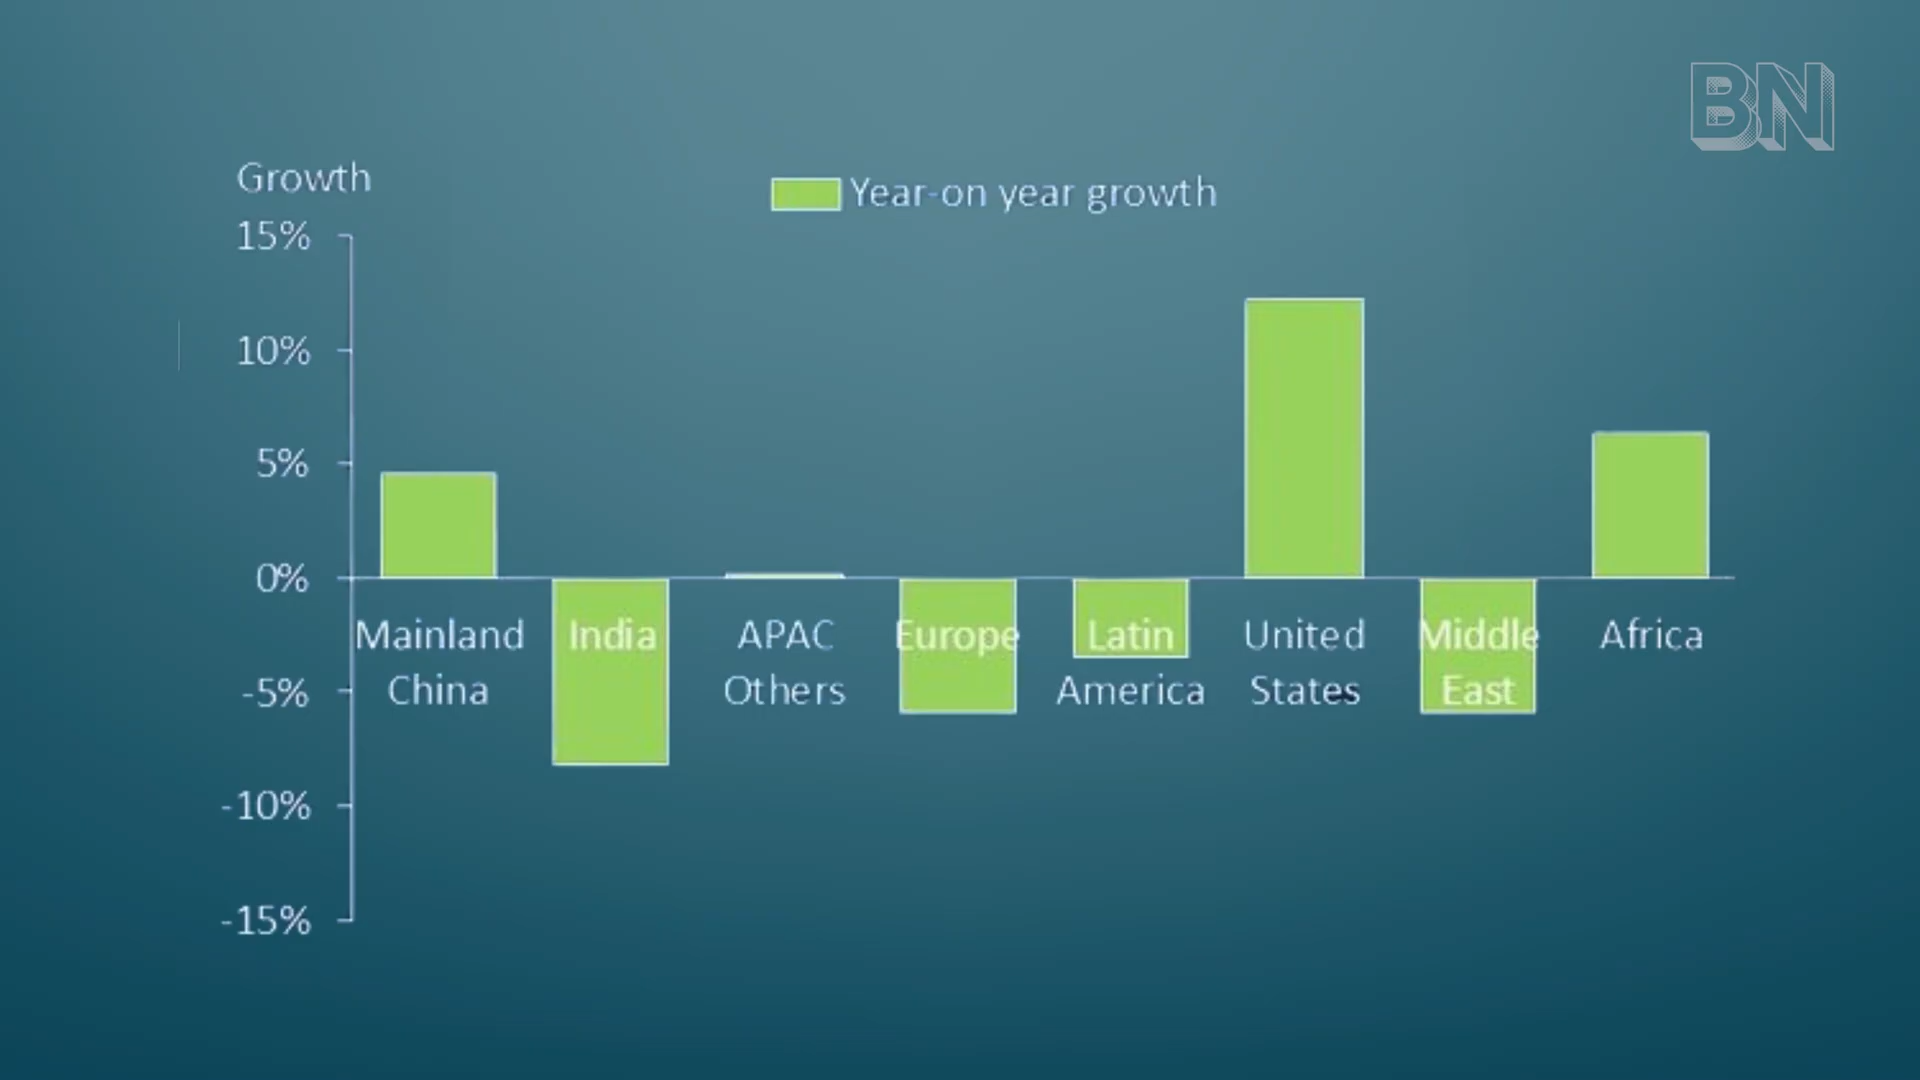 BN
Growth
Year-on year growth
15%
10%
5%
0%
-5%
-10%
-15%
Mainland
China
India
APAC
Others
Europe
Latin
America
United
States
Middle
East
Africa